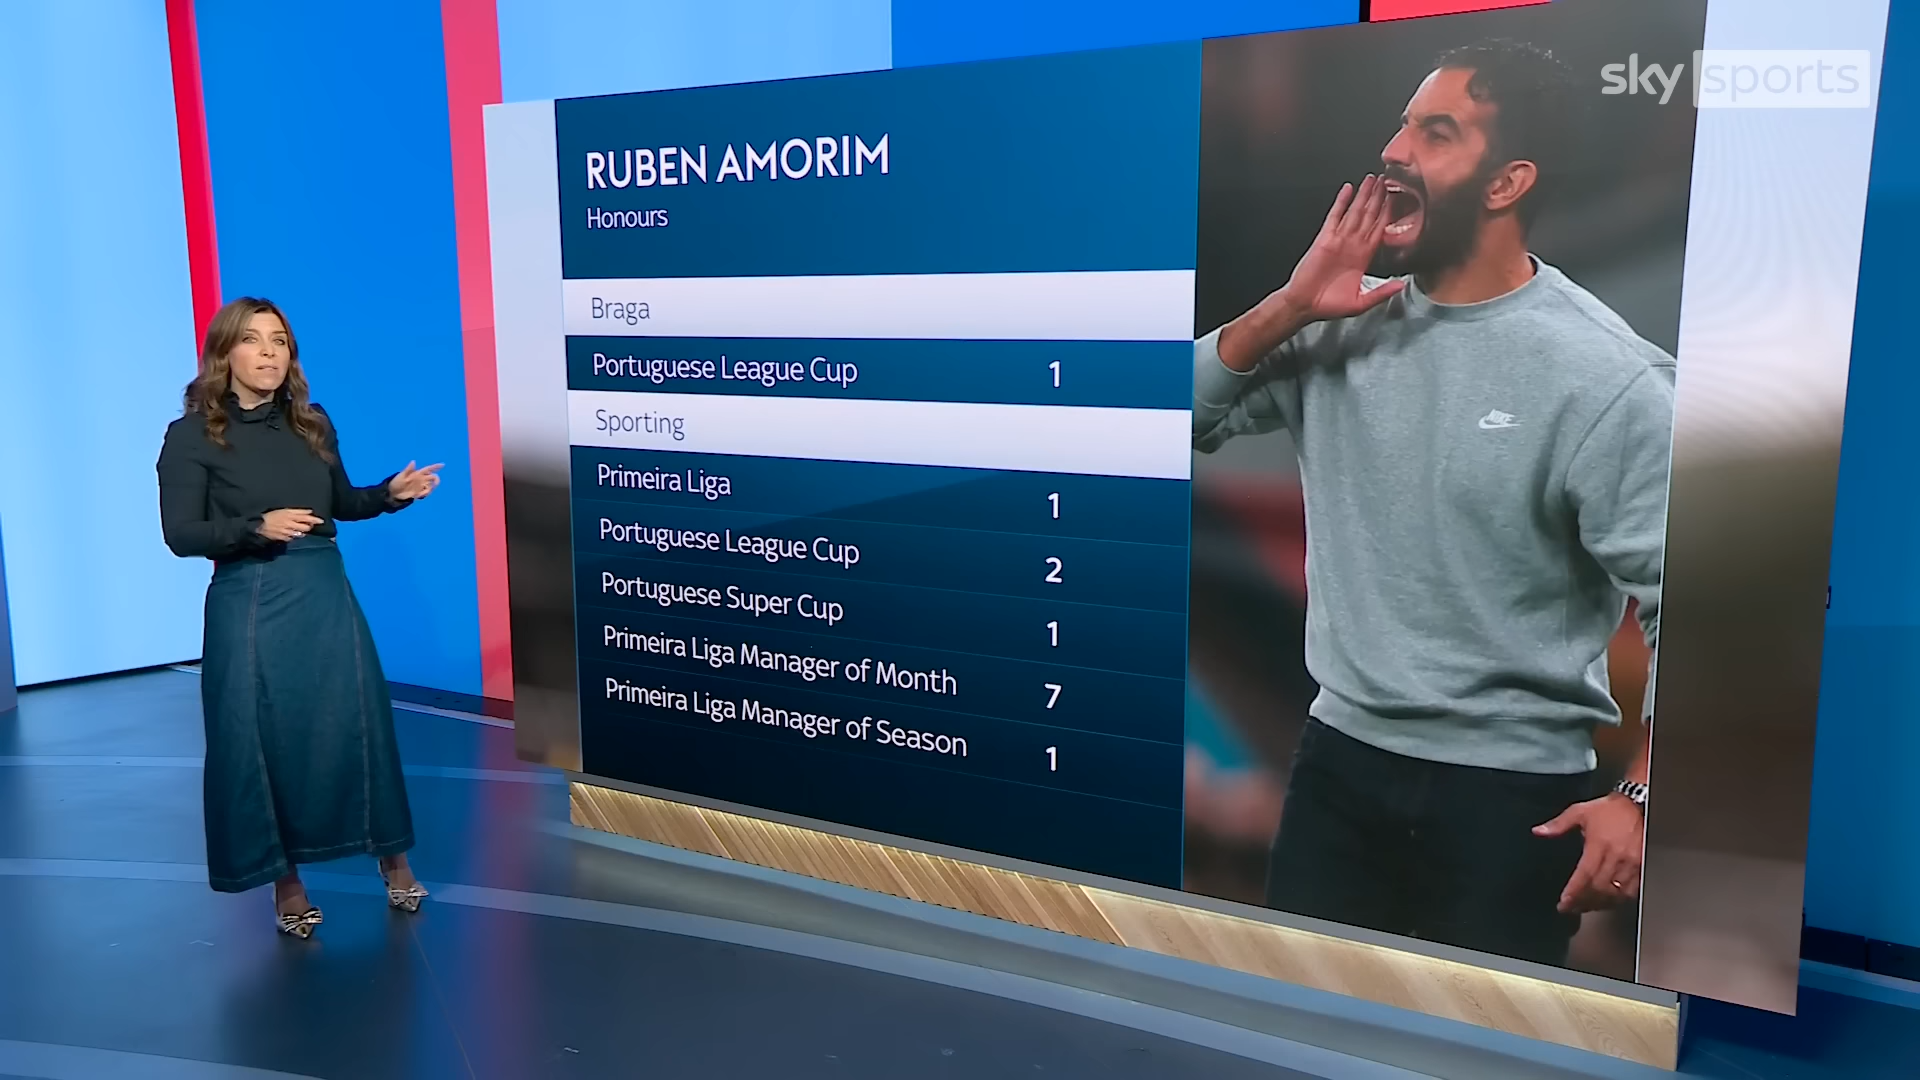 sky sports
RUBEN AMORIM
Honours
Braga
Portuguese League Cup 1
Sporting
Primeira Liga 1
Portuguese League Cup 2
Portuguese Super Cup 1
Primeira Liga Manager of Month 7
Primeira Liga Manager of Season 1
NIKE